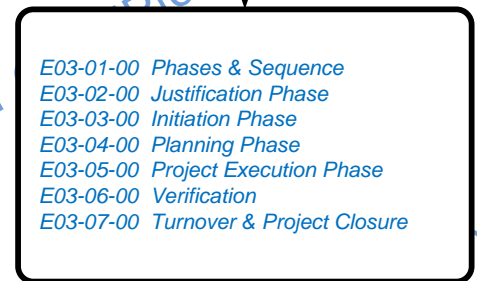 E03-01-00 Phases & Sequence
E03-02-00 Justification Phase
E03-03-00 Initiation Phase
E03-04-00 Planning Phase
E03-05-00 Project Execution Phase
E03-06-00 Verification
E03-07-00 Turnover & Project Closure